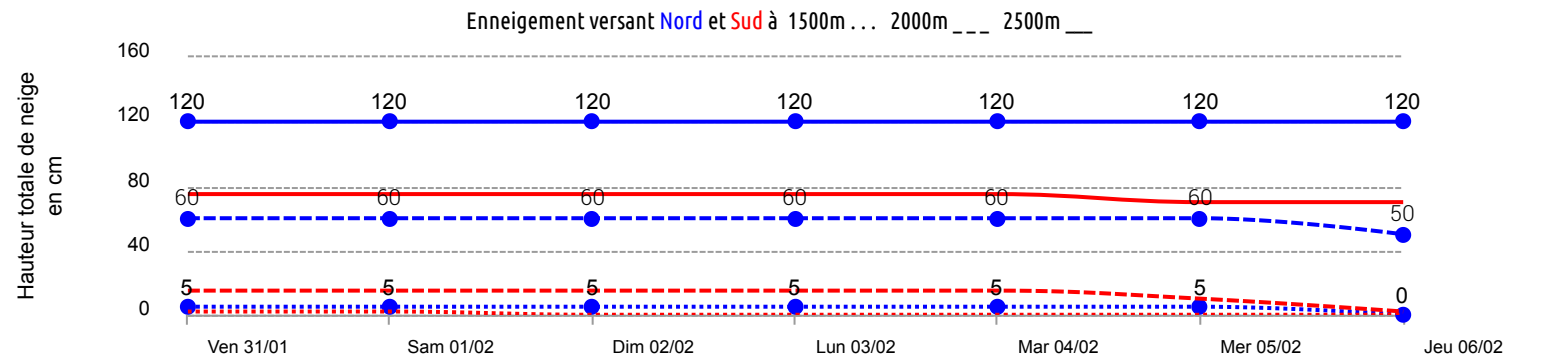 Enneigement versant Nord et Sud à 1500m . . . 2000m _ _ _ 2500m __
Hauteur totale de neige
en cm
160
120
80
40
0
120 120 120 120 120 120 120
60 60 60 60 60 60 50
5 5 5 5 5 5 0
Ven 31/01 Sam 01/02 Dim 02/02 Lun 03/02 Mar 04/02 Mer 05/02 Jeu 06/02